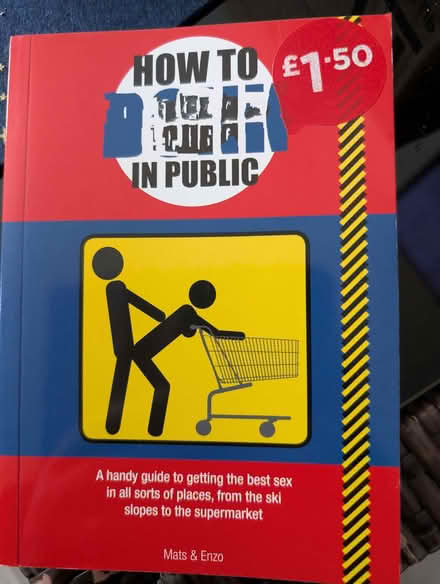 HOW TO
IN PUBLIC
£1.50
A handy guide to getting the best sex
in all sorts of places, from the ski
slopes to the supermarket
Mats & Enzo